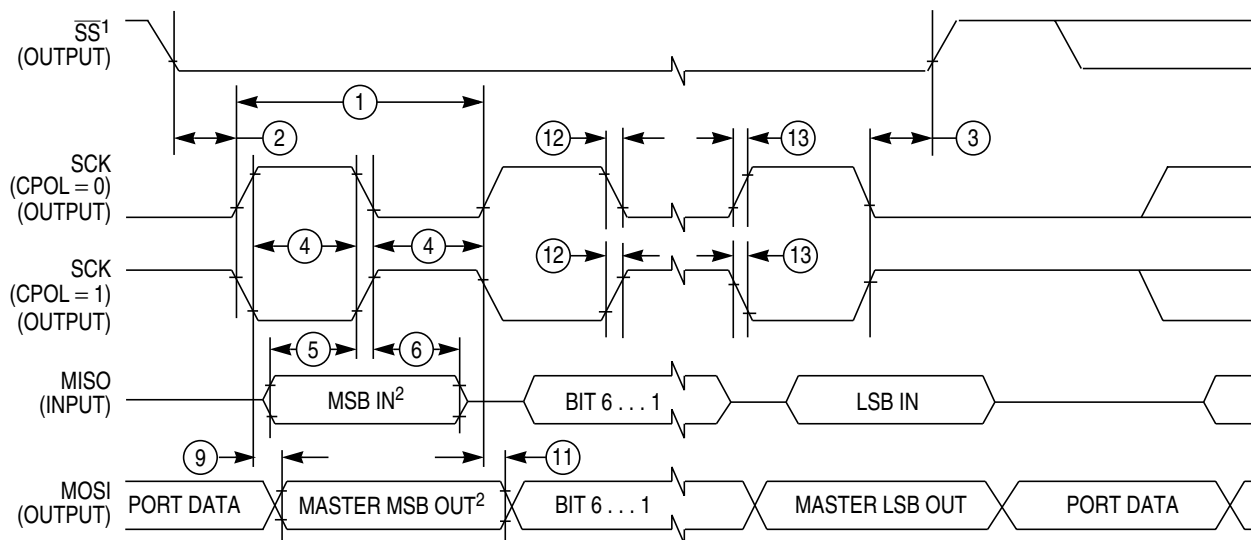 S̅S̅¹
(OUTPUT)
1
2
12
13
3
SCK
(CPOL = 0)
(OUTPUT)
4
4
12
13
SCK
(CPOL = 1)
(OUTPUT)
5
6
MISO
(INPUT)
MSB IN²
BIT 6 . . . 1
LSB IN
9
11
MOSI
(OUTPUT)
PORT DATA
MASTER MSB OUT²
BIT 6 . . . 1
MASTER LSB OUT
PORT DATA